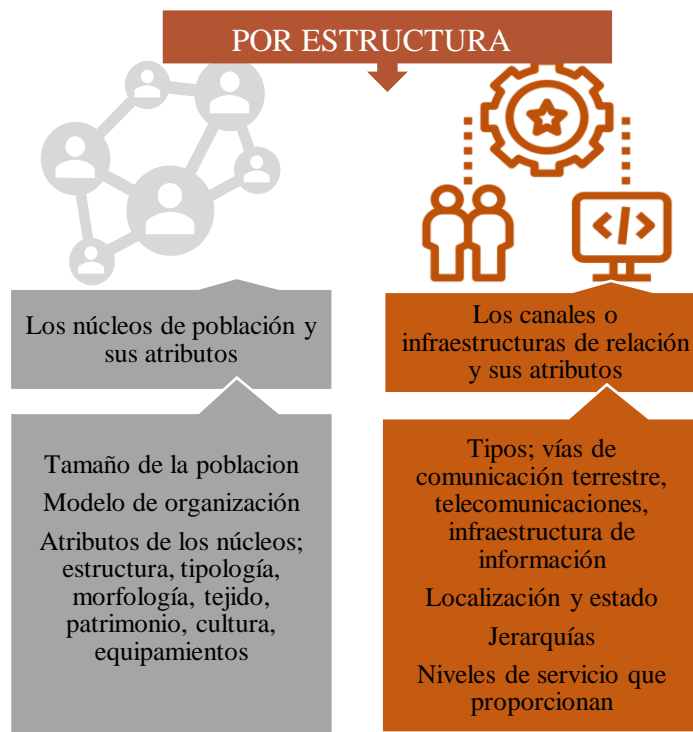 POR ESTRUCTURA
</>
Los núcleos de población y
sus atributos
Tamaño de la poblacion
Modelo de organización
Atributos de los núcleos;
estructura, tipología,
morfología, tejido,
patrimonio, cultura,
equipamientos
Los canales o
infraestructuras de relación
y sus atributos
Tipos; vías de
comunicación terrestre,
telecomunicaciones,
infraestructura de
información
Localización y estado
Jerarquías
Niveles de servicio que
proporcionan